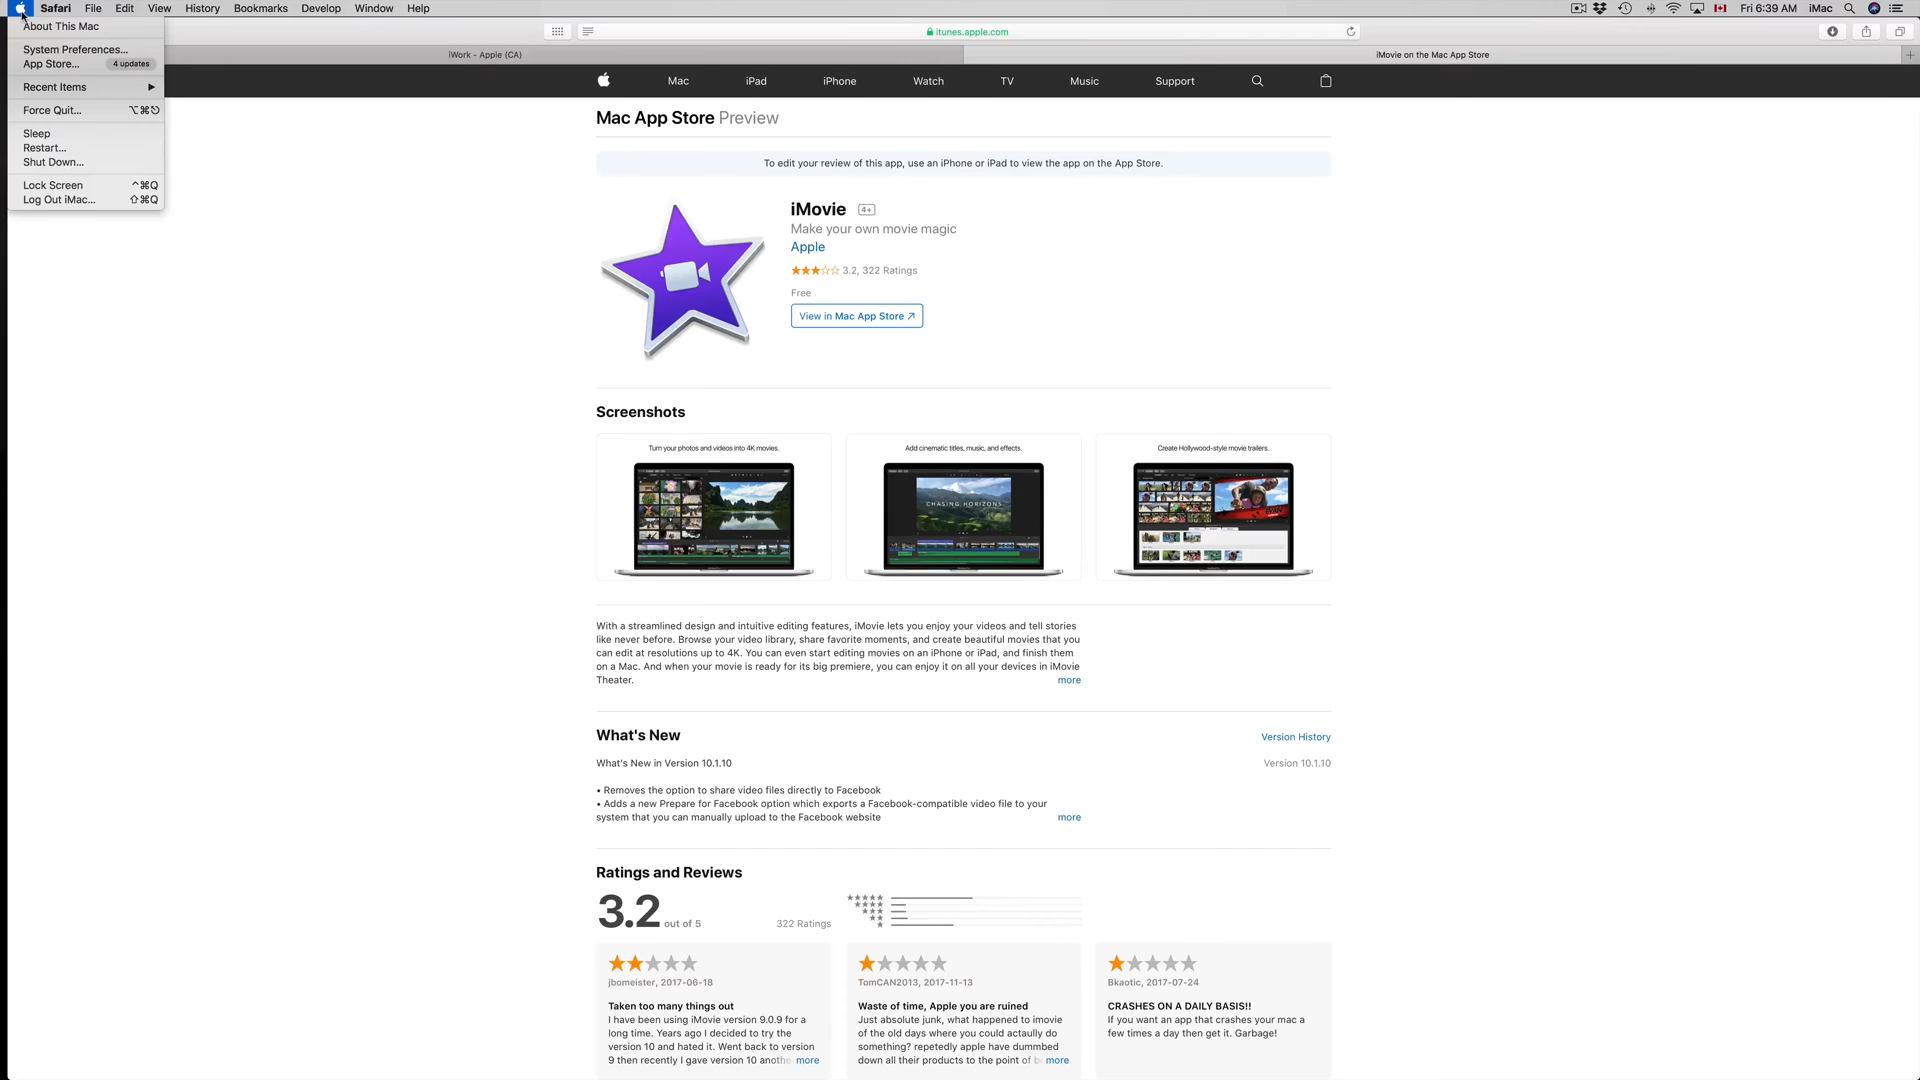 Safari File Edit View History Bookmarks Develop Window Help
Fri 6:39 AM iMac
About This Mac
System Preferences...
App Store... 4 updates
Recent Items ▶
Force Quit... ⌥⌘⎋
Sleep
Restart...
Shut Down...
Lock Screen ^⌘Q
Log Out iMac... ⇧⌘Q
itunes.apple.com
iWork - Apple (CA)
iMovie on the Mac App Store
Mac iPad iPhone Watch TV Music Support
Mac App Store Preview
To edit your review of this app, use an iPhone or iPad to view the app on the App Store.
iMovie 4+
Make your own movie magic
Apple
★★★☆☆ 3.2, 322 Ratings
Free
View in Mac App Store ↗
Screenshots
Turn your photos and videos into 4K movies.
Add cinematic titles, music, and effects.
CHASING HORIZONS
Create Hollywood-style movie trailers.
With a streamlined design and intuitive editing features, iMovie lets you enjoy your videos and tell stories
like never before. Browse your video library, share favorite moments, and create beautiful movies that you
can edit at resolutions up to 4K. You can even start editing movies on an iPhone or iPad, and finish them
on a Mac. And when your movie is ready for its big premiere, you can enjoy it on all your devices in iMovie
Theater. more
What's New
Version History
What's New in Version 10.1.10
Version 10.1.10
• Removes the option to share video files directly to Facebook
• Adds a new Prepare for Facebook option which exports a Facebook-compatible video file to your
system that you can manually upload to the Facebook website more
Ratings and Reviews
3.2 out of 5
322 Ratings
jbomeister, 2017-06-18
Taken too many things out
I have been using iMovie version 9.0.9 for a
long time. Years ago I decided to try the
version 10 and hated it. Went back to version
9 then recently I gave version 10 anothe more
TomCAN2013, 2017-11-13
Waste of time, Apple you are ruined
Just absolute junk, what happened to imovie
of the old days where you could actaully do
something? repetedly apple have dummbed
down all their products to the point of b more
Bkaotic, 2017-07-24
CRASHES ON A DAILY BASIS!!
If you want an app that crashes your mac a
few times a day then get it. Garbage!